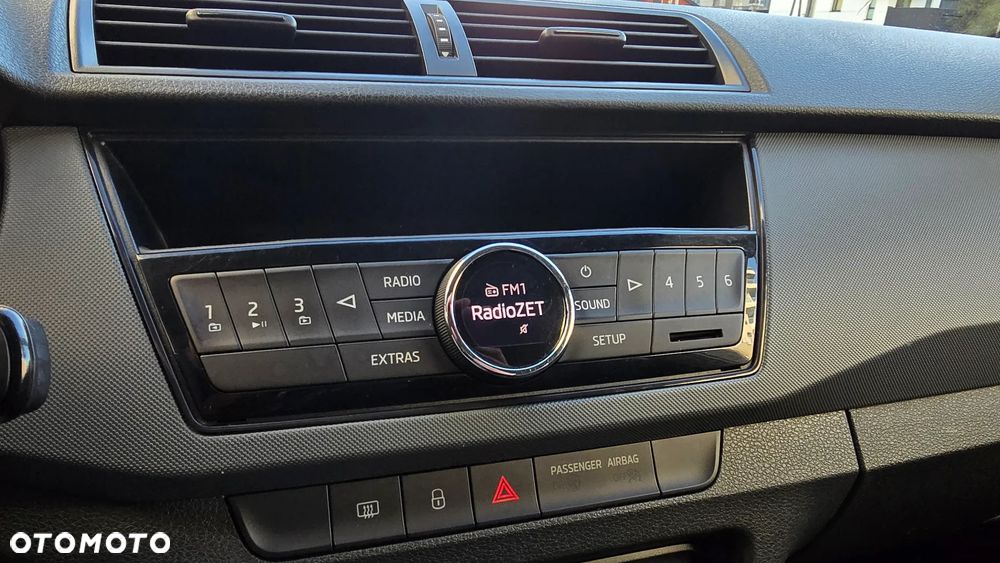 RADIO
MEDIA
EXTRAS
1
2
3
FM1
RadioZET
SOUND
SETUP
4
5
6
PASSENGER AIRBAG
OTOMOTO